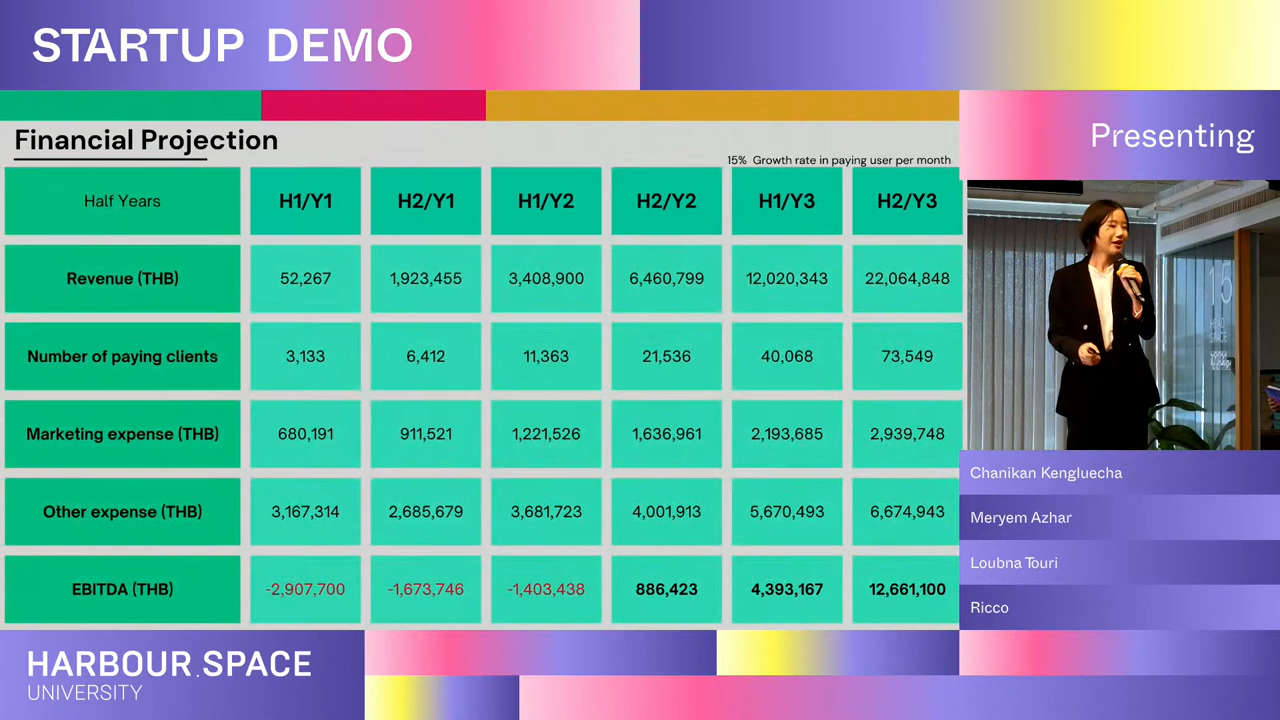 STARTUP DEMO
Financial Projection
15% Growth rate in paying user per month
Half Years H1/Y1 H2/Y1 H1/Y2 H2/Y2 H1/Y3 H2/Y3
Revenue (THB) 52,267 1,923,455 3,408,900 6,460,799 12,020,343 22,064,848
Number of paying clients 3,133 6,412 11,363 21,536 40,068 73,549
Marketing expense (THB) 680,191 911,521 1,221,526 1,636,961 2,193,685 2,939,748
Other expense (THB) 3,167,314 2,685,679 3,681,723 4,001,913 5,670,493 6,674,943
EBITDA (THB) -2,907,700 -1,673,746 -1,403,438 886,423 4,393,167 12,661,100
Presenting
15
HEAD
SPACE
Chanikan Kengluecha
Meryem Azhar
Loubna Touri
Ricco
HARBOUR.SPACE
UNIVERSITY